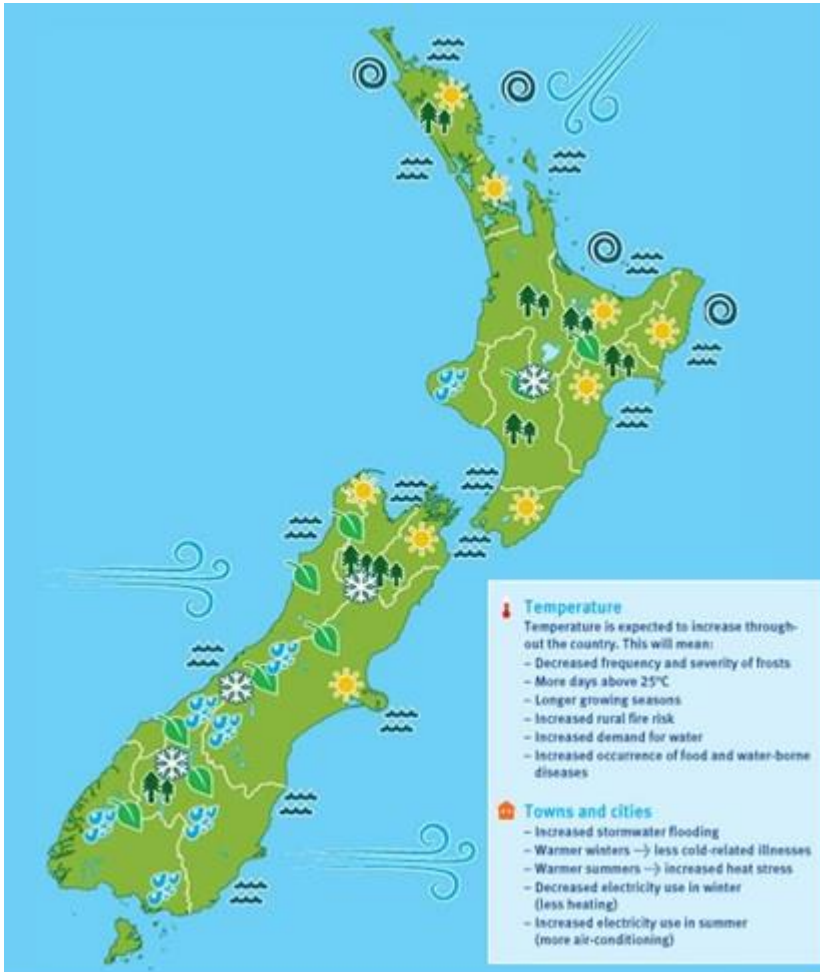 Temperature
Temperature is expected to increase through-
out the country. This will mean:
– Decreased frequency and severity of frosts
– More days above 25°C
– Longer growing seasons
– Increased rural fire risk
– Increased demand for water
– Increased occurrence of food and water-borne
diseases
Towns and cities
– Increased stormwater flooding
– Warmer winters –> less cold-related illnesses
– Warmer summers –> increased heat stress
– Decreased electricity use in winter
(less heating)
– Increased electricity use in summer
(more air-conditioning)